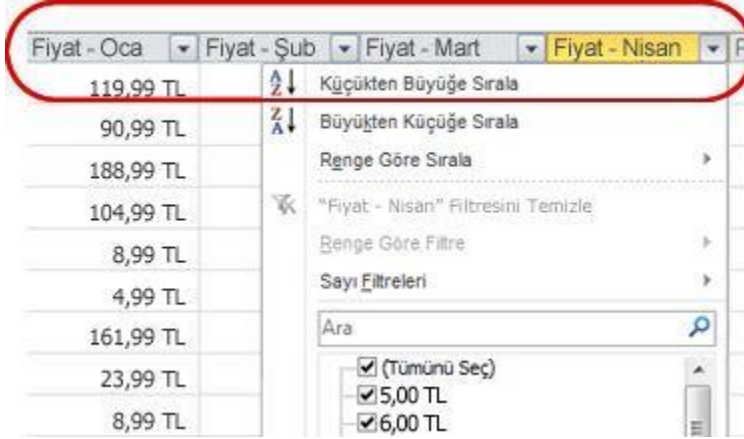 Fiyat - Oca Fiyat - Şub Fiyat - Mart Fiyat - Nisan
119,99 TL
90,99 TL
188,99 TL
104,99 TL
8,99 TL
4,99 TL
161,99 TL
23,99 TL
8,99 TL
Küçükten Büyüğe Sırala
Büyükten Küçüğe Sırala
Renge Göre Sırala
"Fiyat - Nisan" Filtresini Temizle
Renge Göre Filtre
Sayı Filtreleri
Ara
(Tümünü Seç)
5,00 TL
6,00 TL